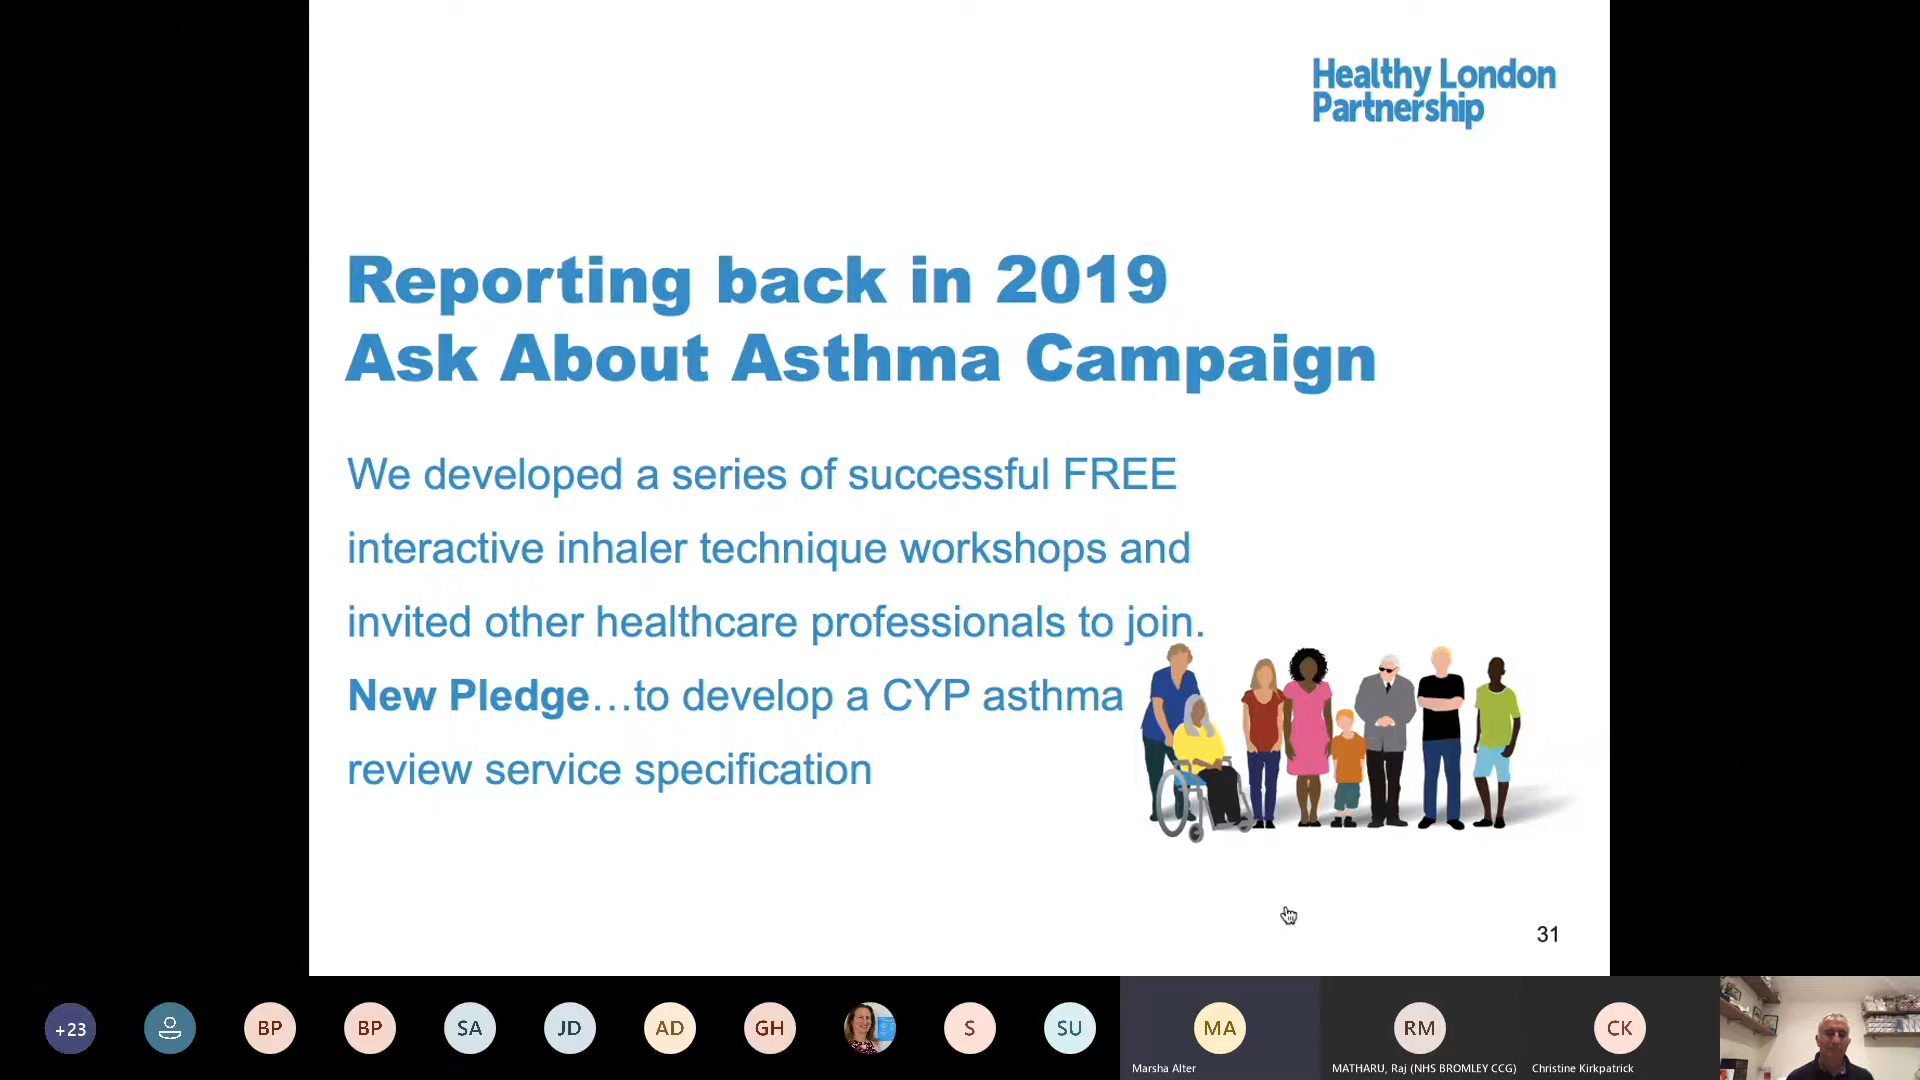 Healthy London
Partnership
Reporting back in 2019
Ask About Asthma Campaign
We developed a series of successful FREE
interactive inhaler technique workshops and
invited other healthcare professionals to join.
New Pledge…to develop a CYP asthma
review service specification
31
+23
BP
BP
SA
JD
AD
GH
S
SU
MA
RM
CK
Marsha Alter
MATHARU, Raj (NHS BROMLEY CCG)
Christine Kirkpatrick